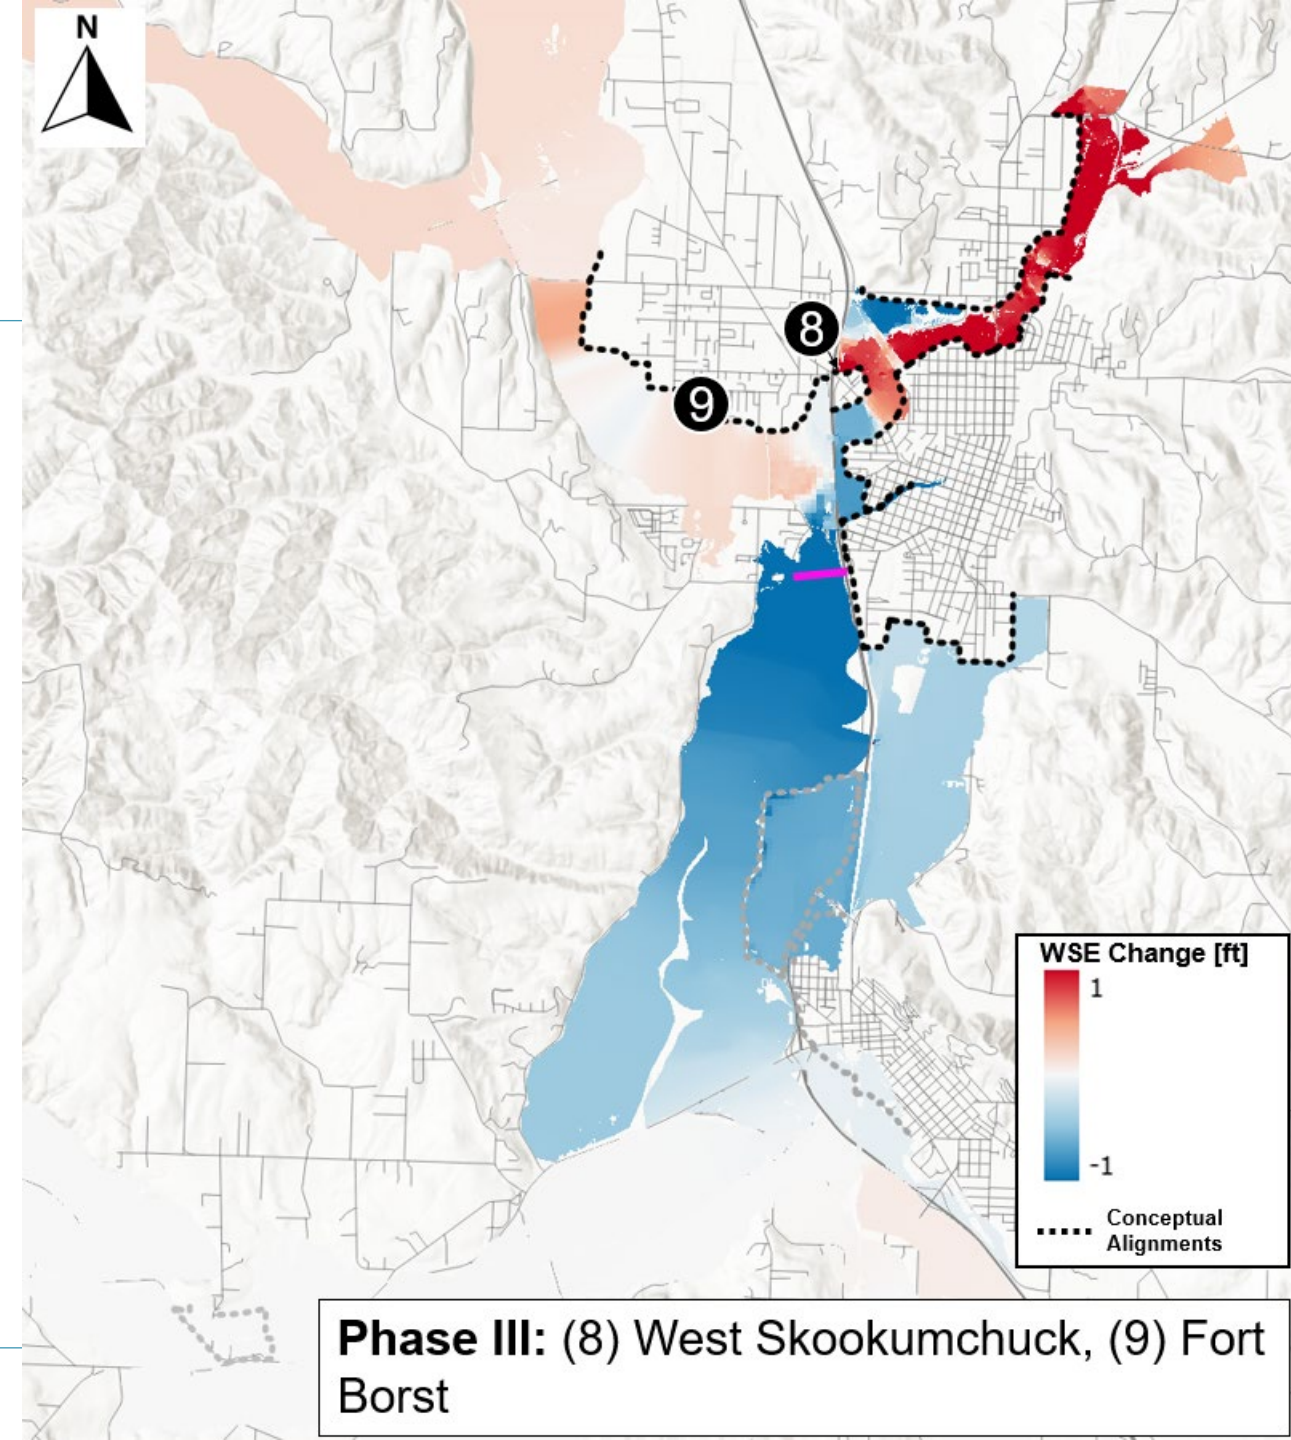 N
8
9
WSE Change [ft]
1
-1
Conceptual
Alignments
Phase III: (8) West Skookumchuck, (9) Fort
Borst